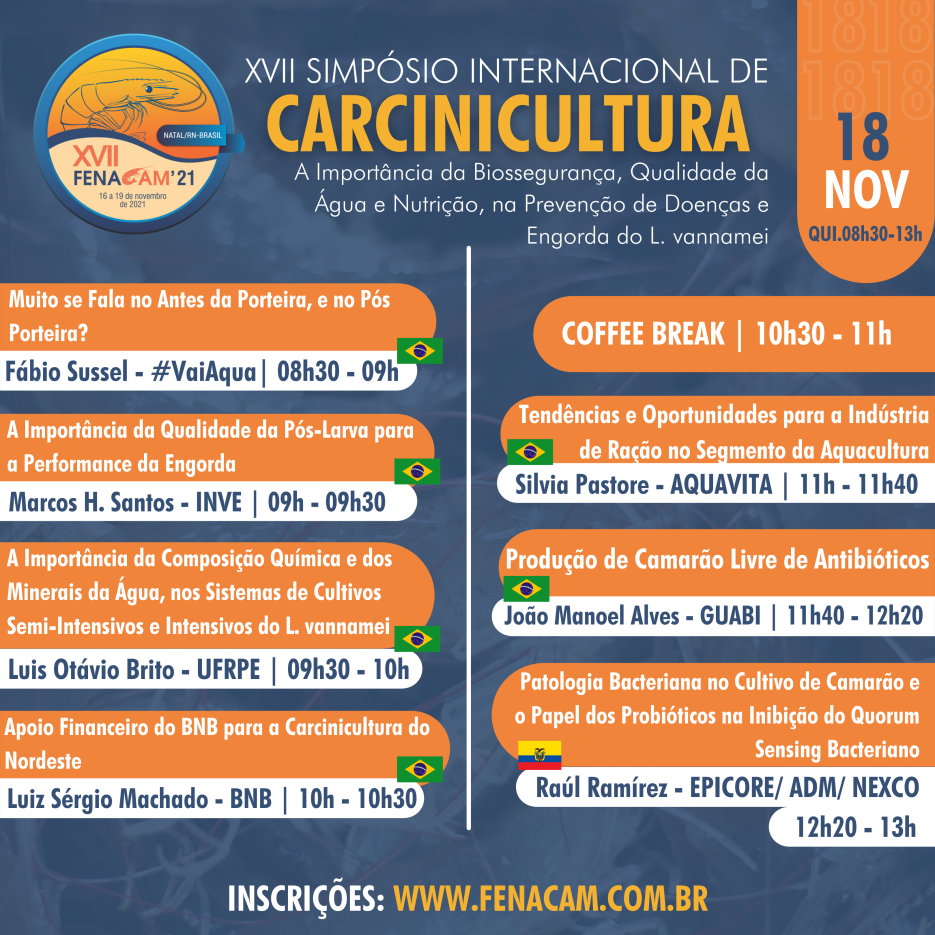 XVII SIMPÓSIO INTERNACIONAL DE
CARCINICULTURA
A Importância da Biossegurança, Qualidade da
Água e Nutrição, na Prevenção de Doenças e
Engorda do L. vannamei
NATAL/RN-BRASIL
XVII
FENACAM'21
16 a 19 de novembro
de 2021
181818
181818
18
NOV
QUI.08h30-13h
Muito se Fala no Antes da Porteira, e no Pós
Porteira?
Fábio Sussel - #VaiAqua| 08h30 - 09h
A Importância da Qualidade da Pós-Larva para
a Performance da Engorda
Marcos H. Santos - INVE | 09h - 09h30
A Importância da Composição Química e dos
Minerais da Água, nos Sistemas de Cultivos
Semi-Intensivos e Intensivos do L. vannamei
Luis Otávio Brito - UFRPE | 09h30 - 10h
Apoio Financeiro do BNB para a Carcinicultura do
Nordeste
Luiz Sérgio Machado - BNB | 10h - 10h30
COFFEE BREAK | 10h30 - 11h
Tendências e Oportunidades para a Indústria
de Ração no Segmento da Aquacultura
Silvia Pastore - AQUAVITA | 11h - 11h40
Produção de Camarão Livre de Antibióticos
João Manoel Alves - GUABI | 11h40 - 12h20
Patologia Bacteriana no Cultivo de Camarão e
o Papel dos Probióticos na Inibição do Quorum
Sensing Bacteriano
Raúl Ramírez - EPICORE/ ADM/ NEXCO
12h20 - 13h
INSCRIÇÕES: WWW.FENACAM.COM.BR